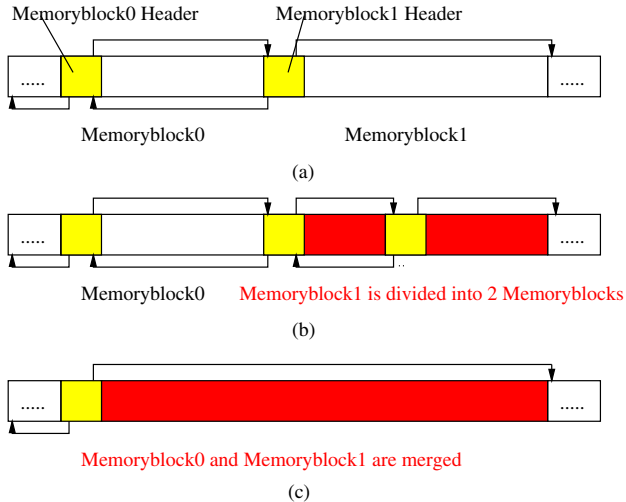 Memoryblock0 Header Memoryblock1 Header
..... .....
Memoryblock0 Memoryblock1
(a)
..... .....
..
Memoryblock0 Memoryblock1 is divided into 2 Memoryblocks
(b)
..... .....
Memoryblock0 and Memoryblock1 are merged
(c)